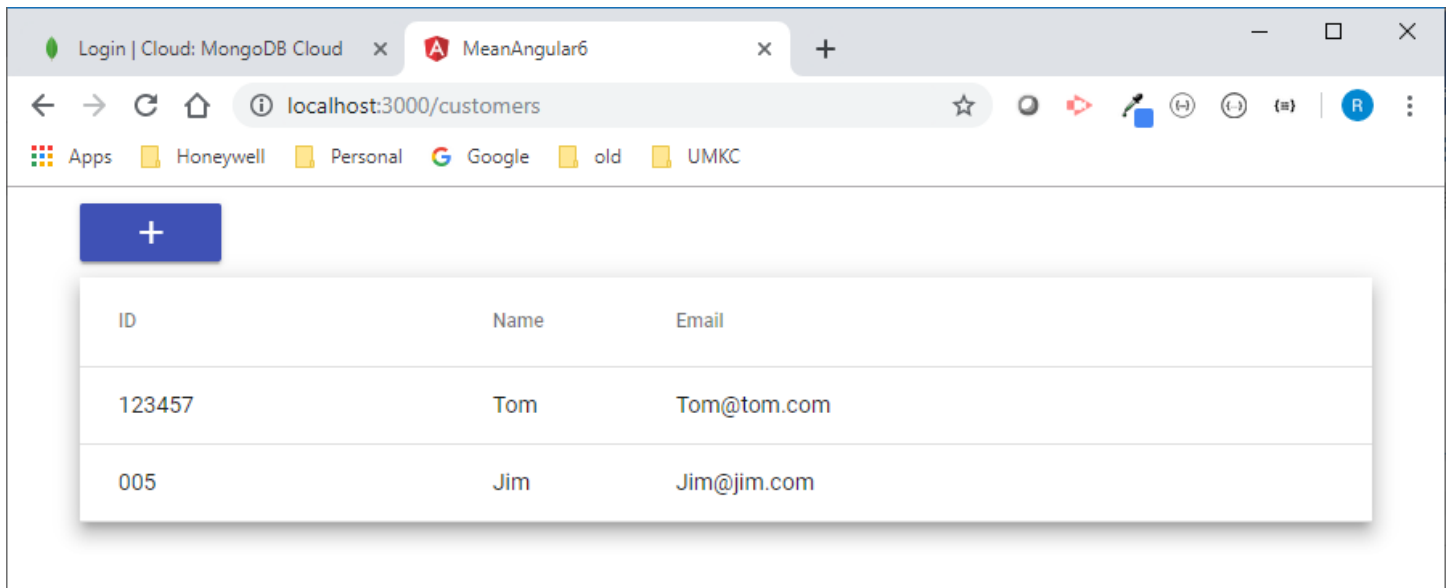 Login | Cloud: MongoDB Cloud MeanAngular6
localhost:3000/customers R
Apps Honeywell Personal G Google old UMKC
+
ID Name Email
123457 Tom Tom@tom.com
005 Jim Jim@jim.com